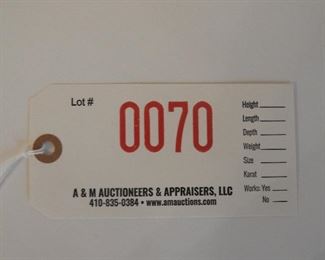 Lot #
0070
Height
Length
Depth
Weight
Size
Karat
Works: Yes
No
A & M AUCTIONEERS & APPRAISERS, LLC
410-835-0384 • www.amauctions.com